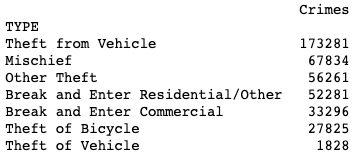 Crimes
TYPE
Theft from Vehicle 173281
Mischief 67834
Other Theft 56261
Break and Enter Residential/Other 52281
Break and Enter Commercial 33296
Theft of Bicycle 27825
Theft of Vehicle 1828